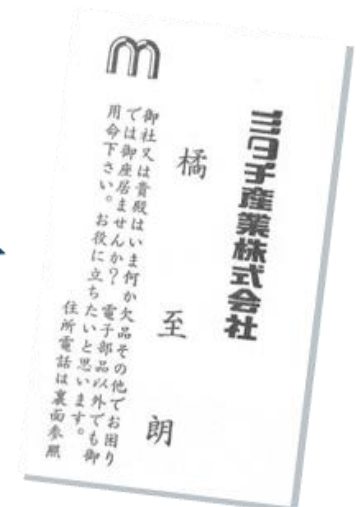 ミタチ産業株式会社
橘 至 朗
御社又は貴殿はいま何か欠品その他でお困り
では御座居ませんか? 電子部品以外でも御
用命下さい。お役に立ちたいと思います。
住所電話は裏面参照